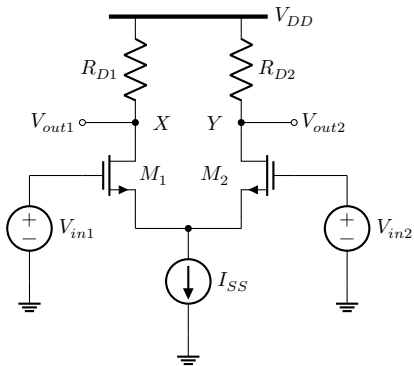 V_DD
R_D1 R_D2
V_out1 X Y V_out2
M_1 M_2
+ +
− V_in1 − V_in2
I_SS